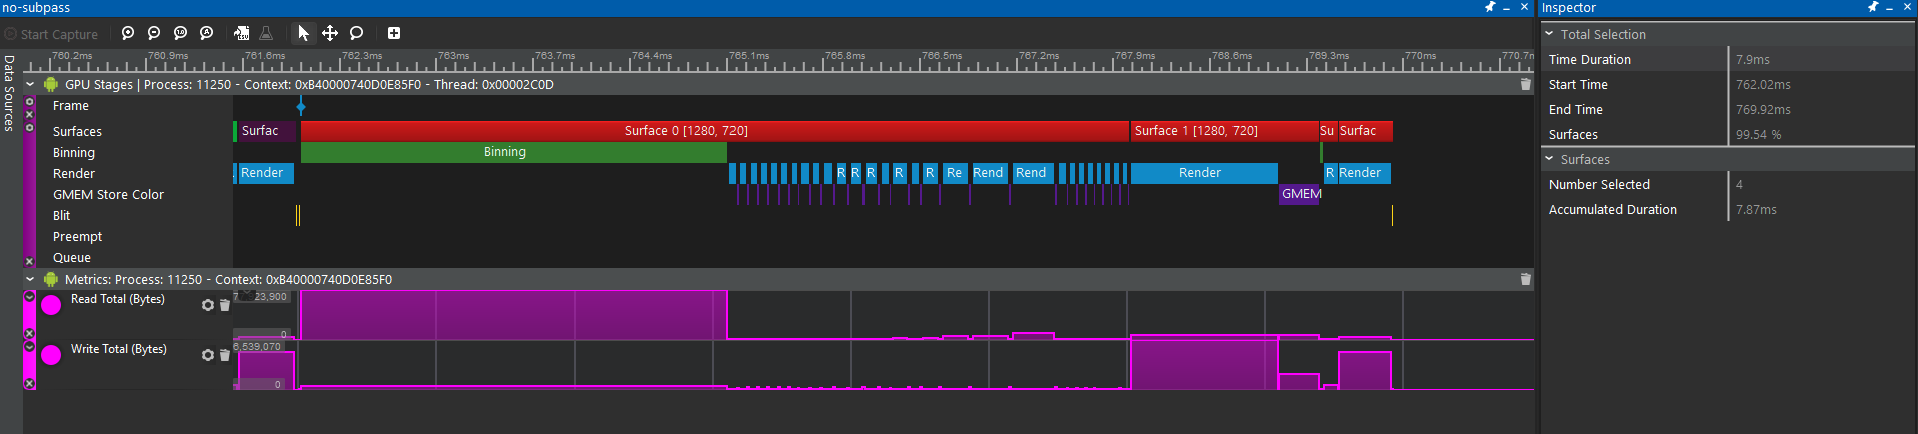 no-subpass
Inspector
Start Capture
Total Selection
760.2ms 760.9ms 761.6ms 762.3ms 763ms 763.7ms 764.4ms 765.1ms 765.8ms 766.5ms 767.2ms 767.9ms 768.6ms 769.3ms 770ms 770.7m
Time Duration 7.9ms
Data Sources
GPU Stages | Process: 11250 - Context: 0xB40000740D0E85F0 - Thread: 0x00002C0D
Start Time 762.02ms
Frame
End Time 769.92ms
Surfaces Surfac Surface 0 [1280, 720] Surface 1 [1280, 720] Su Surfac
Surfaces 99.54 %
Binning Binning
Surfaces
Render Render R R R R R Re Rend Rend Render R Render
Number Selected 4
GMEM Store Color GMEM
Blit
Accumulated Duration 7.87ms
Preempt
Queue
Metrics: Process: 11250 - Context: 0xB40000740D0E85F0
Read Total (Bytes) 23,900
0
Write Total (Bytes) 6,539,070
0